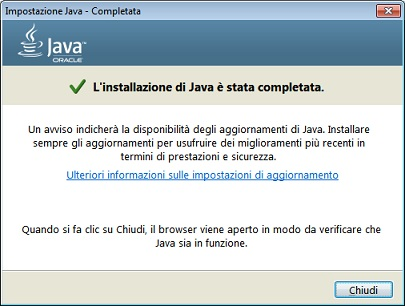 Impostazione Java - Completata
Java
ORACLE
L'installazione di Java è stata completata.
Un avviso indicherà la disponibilità degli aggiornamenti di Java. Installare
sempre gli aggiornamenti per usufruire dei miglioramenti più recenti in
termini di prestazioni e sicurezza.
Ulteriori informazioni sulle impostazioni di aggiornamento
Quando si fa clic su Chiudi, il browser viene aperto in modo da verificare che
Java sia in funzione.
Chiudi